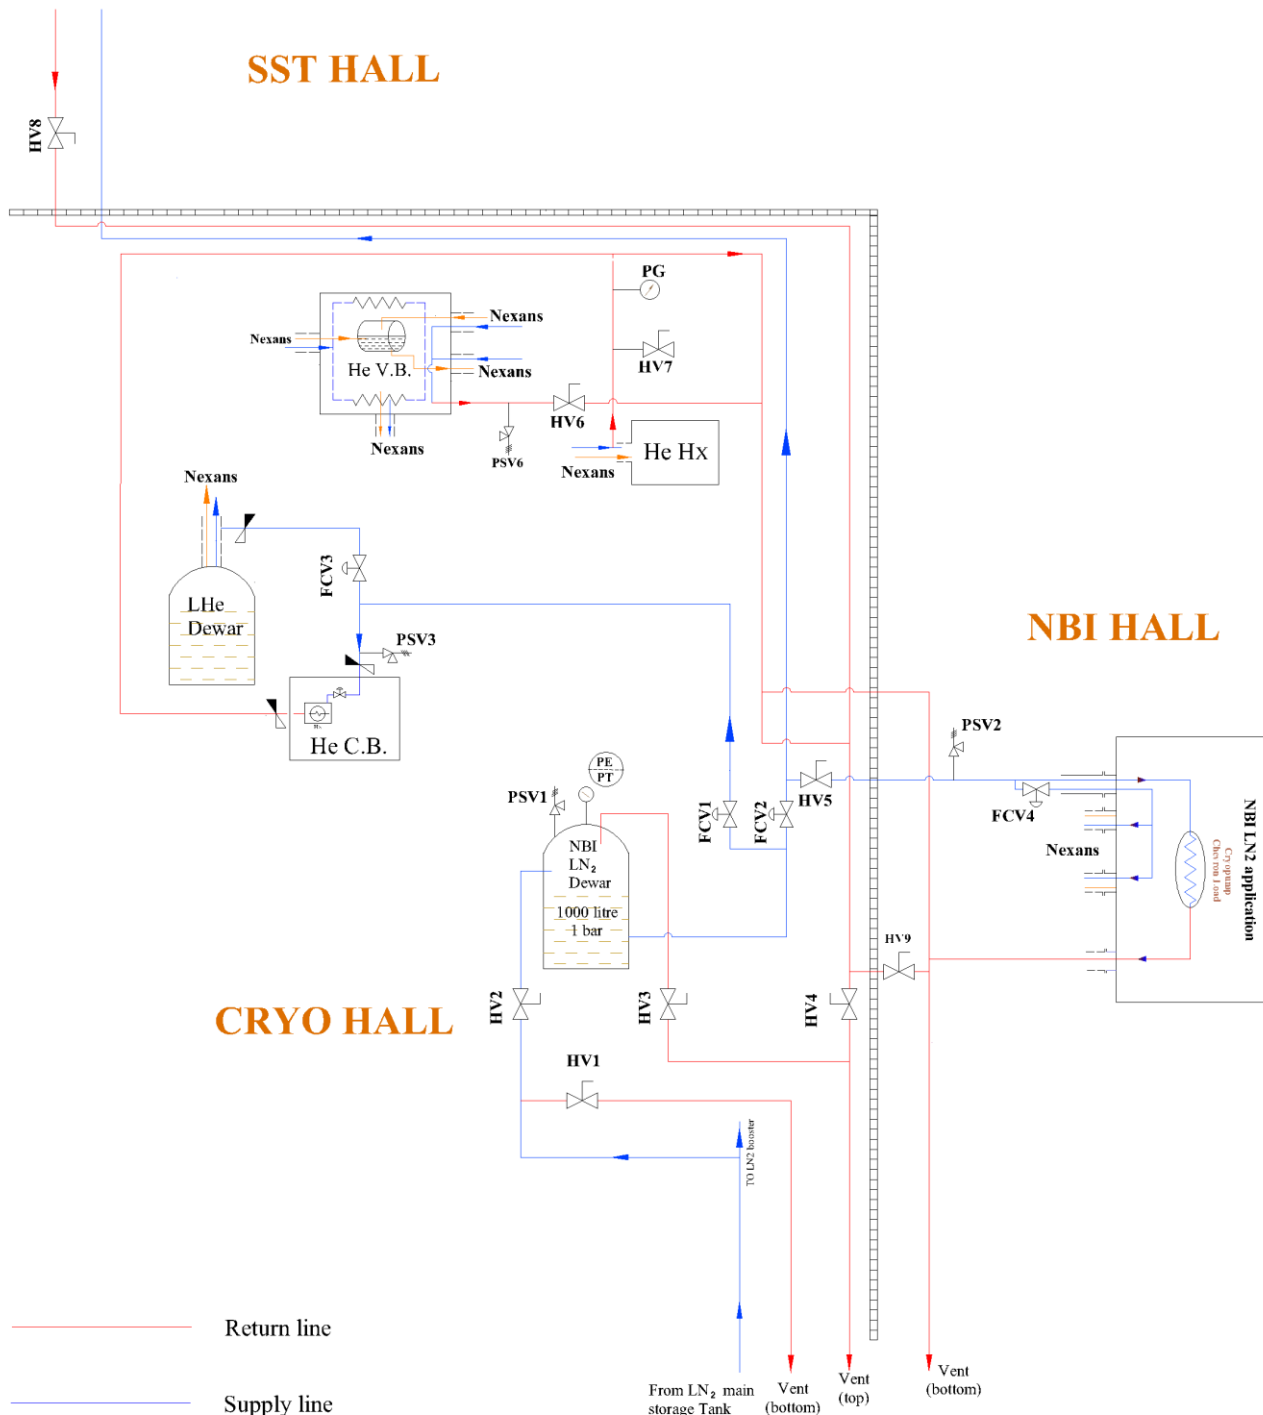 SST HALL
HV8
PG
Nexans
Nexans
He V.B.
Nexans
HV7
HV6
Nexans
PSV6
He Hx
Nexans
Nexans
FCV3
LHe
Dewar
PSV3
NBI HALL
He C.B.
PSV2
PE
PT
PSV1
HV5
FCV1
FCV2
FCV4
NBI
LN2
Dewar
1000 litre
1 bar
Nexans
Cryopump
Chevron Load
NBI LN2 application
HV9
HV2
HV3
HV4
CRYO HALL
HV1
TO LN2 booster
Return line
Supply line
From LN2 main
storage Tank
Vent
(bottom)
Vent
(top)
Vent
(bottom)